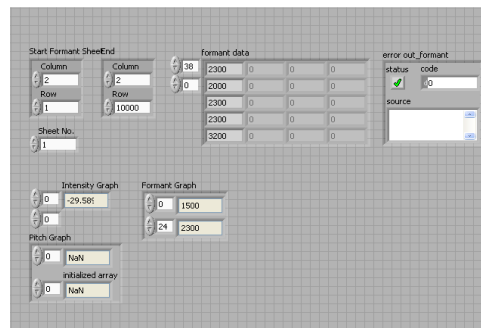 Start Formant Sheet End
formant data
error out_formant
Column Column
2 2
Row Row
1 10000
Sheet No.
1
38
0
2300 0 0 0
2000 0 0 0
2300 0 0 0
2300 0 0 0
3200 0 0 0
status code
0
source
Intensity Graph
0 -29.589
0
Formant Graph
0 1500
24 2300
Pitch Graph
0 NaN
initialized array
0 NaN